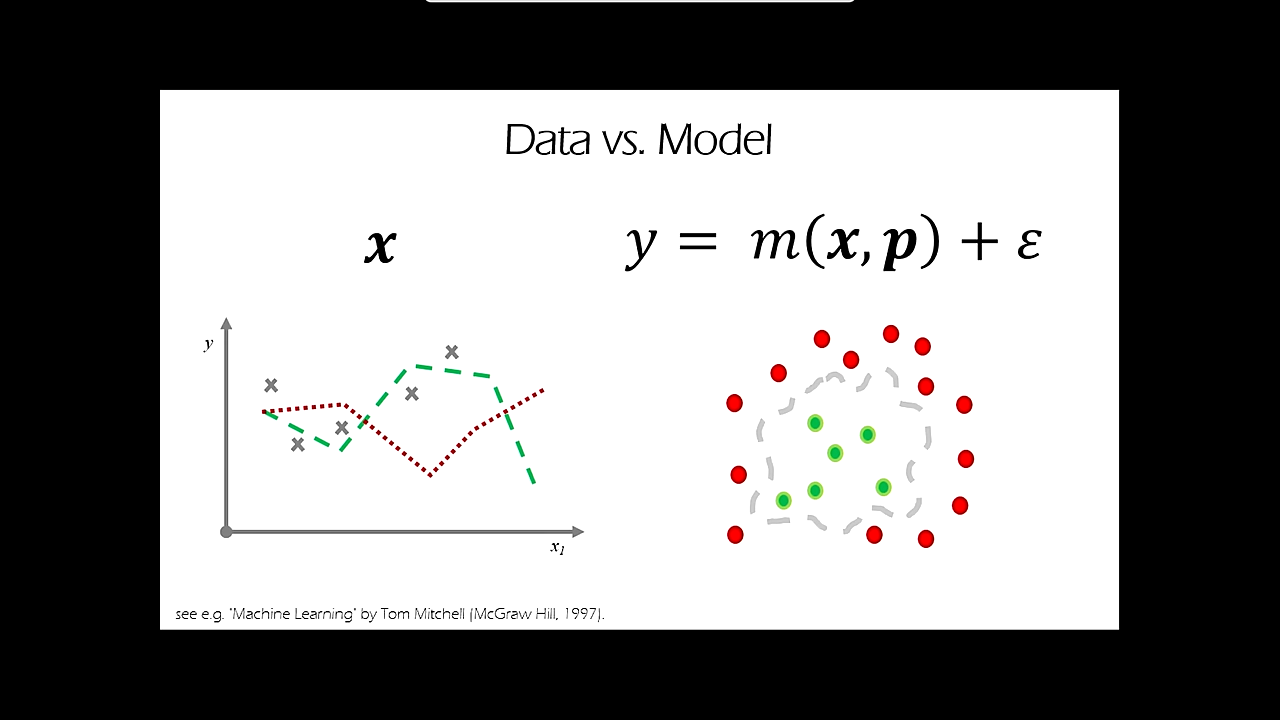 Data vs. Model
x
y = m(x, p) + ε
y
x₁
see e.g. "Machine Learning" by Tom Mitchell (McGraw Hill, 1997).